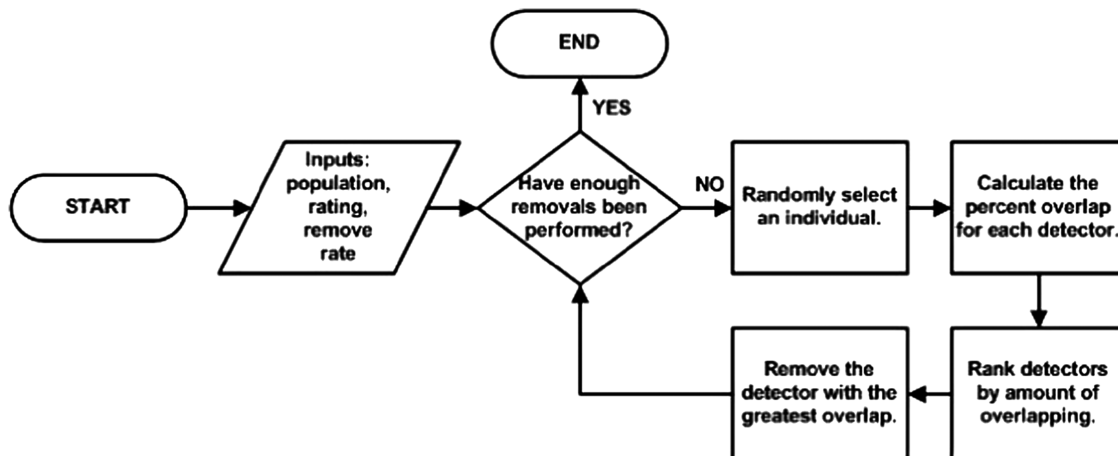 START
Inputs:
population,
rating,
remove
rate
Have enough
removals been
performed?
YES
END
NO
Randomly select
an individual.
Calculate the
percent overlap
for each detector.
Rank detectors
by amount of
overlapping.
Remove the
detector with the
greatest overlap.